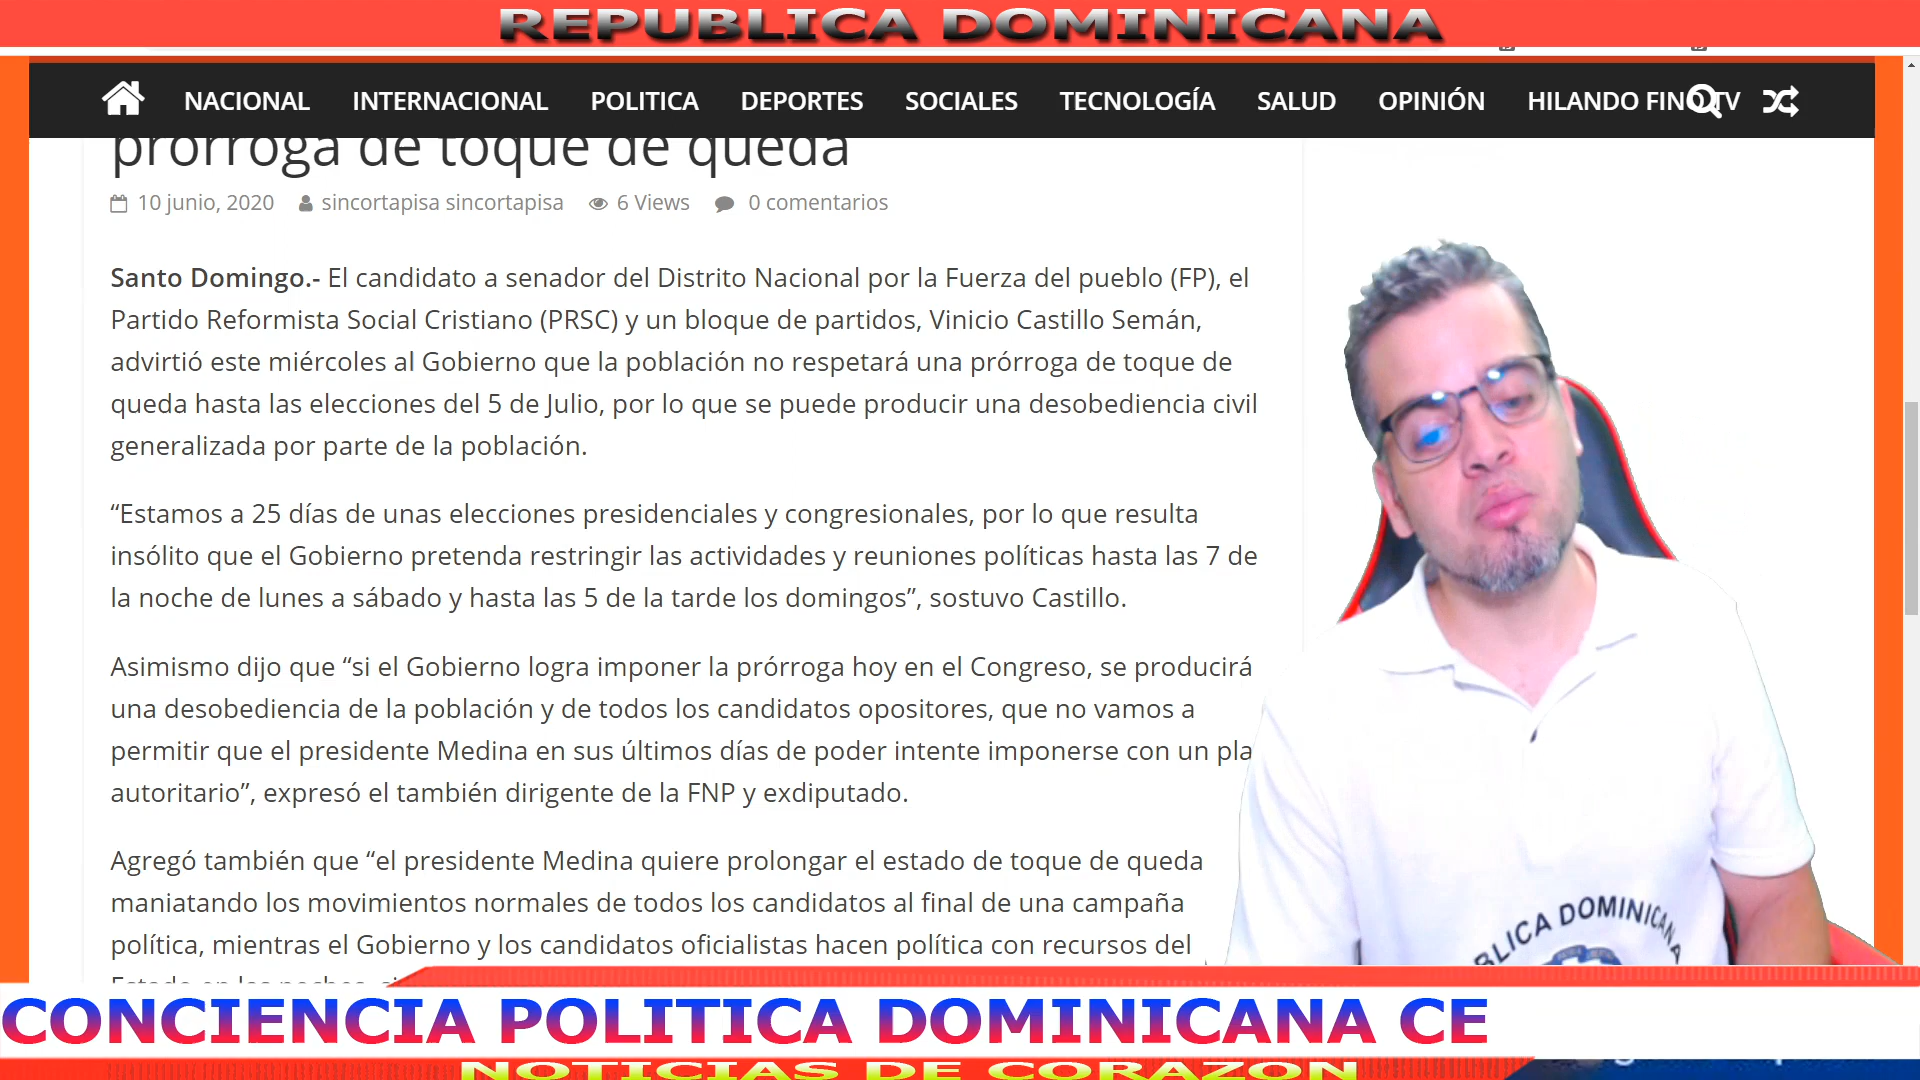 REPUBLICA DOMINICANA
NACIONAL INTERNACIONAL POLITICA DEPORTES SOCIALES TECNOLOGÍA SALUD OPINIÓN HILANDO FINO TV
prórroga de toque de queda
10 junio, 2020 sincortapisa sincortapisa 6 Views 0 comentarios
Santo Domingo.- El candidato a senador del Distrito Nacional por la Fuerza del pueblo (FP), el
Partido Reformista Social Cristiano (PRSC) y un bloque de partidos, Vinicio Castillo Semán,
advirtió este miércoles al Gobierno que la población no respetará una prórroga de toque de
queda hasta las elecciones del 5 de Julio, por lo que se puede producir una desobediencia civil
generalizada por parte de la población.
“Estamos a 25 días de unas elecciones presidenciales y congresionales, por lo que resulta
insólito que el Gobierno pretenda restringir las actividades y reuniones políticas hasta las 7 de
la noche de lunes a sábado y hasta las 5 de la tarde los domingos”, sostuvo Castillo.
Asimismo dijo que “si el Gobierno logra imponer la prórroga hoy en el Congreso, se producirá
una desobediencia de la población y de todos los candidatos opositores, que no vamos a
permitir que el presidente Medina en sus últimos días de poder intente imponerse con un pla
autoritario”, expresó el también dirigente de la FNP y exdiputado.
Agregó también que “el presidente Medina quiere prolongar el estado de toque de queda
maniatando los movimientos normales de todos los candidatos al final de una campaña
política, mientras el Gobierno y los candidatos oficialistas hacen política con recursos del
BLICA DOMINICANA
CONCIENCIA POLITICA DOMINICANA CE
NOTICIAS DE CORAZON